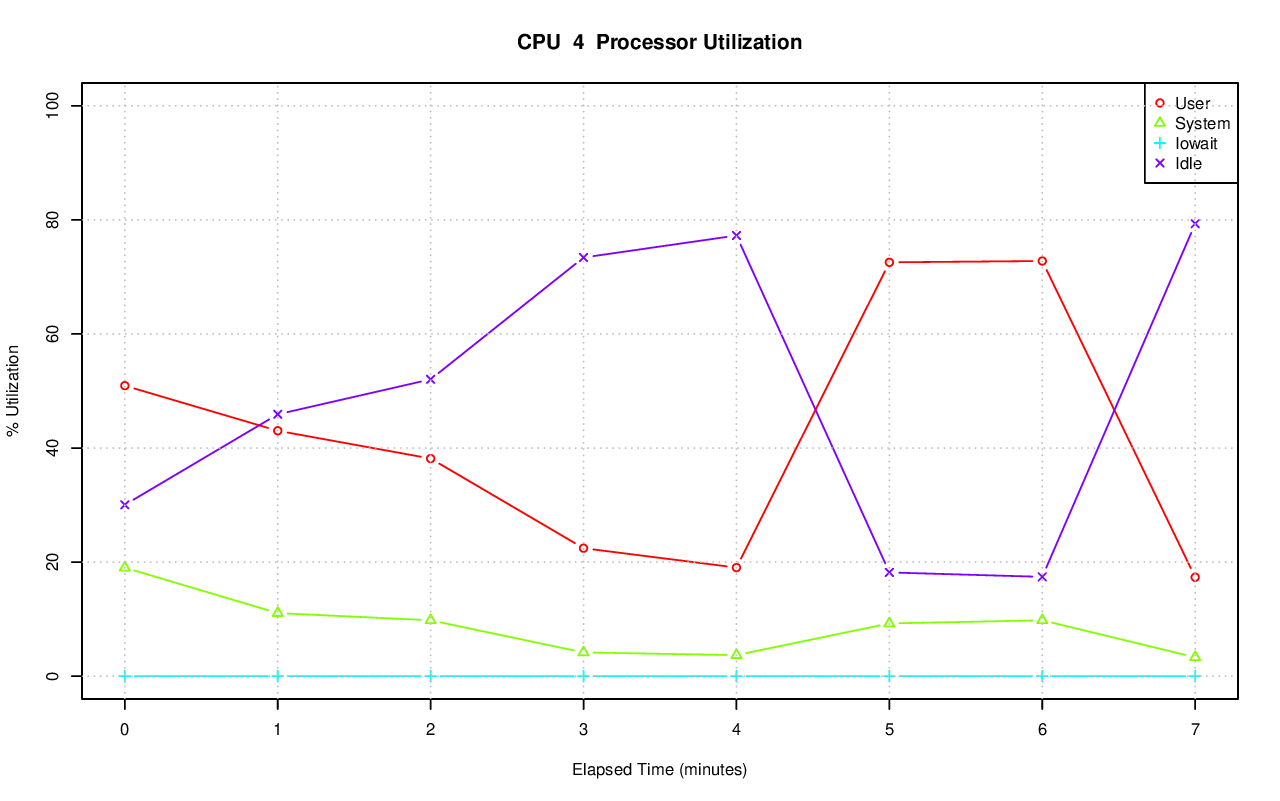 CPU  4  Processor Utilization
User
System
Iowait
Idle
% Utilization
100
80
60
40
20
0
0 1 2 3 4 5 6 7
Elapsed Time (minutes)